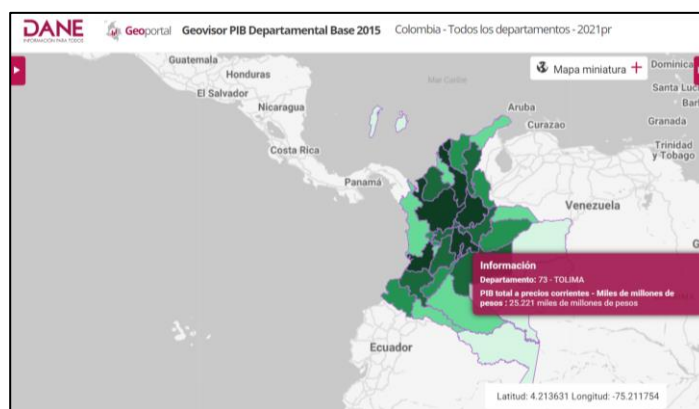 DANE
INFORMACIÓN PARA TODOS
Geoportal
Geovisor PIB Departamental Base 2015
Colombia - Todos los departamentos - 2021pr
Mapa miniatura +
Guatemala
Honduras
El Salvador
Nicaragua
Costa Rica
Panamá
Mar Caribe
Aruba
Curazao
Dominica
Santa Luc
Bar
Granada
Trinidad
y Tobago
Venezuela
G
Ecuador
Información
Departamento: 73 - TOLIMA
PIB total a precios corrientes - Miles de millones de
pesos : 25.221 miles de millones de pesos
Latitud: 4.213631 Longitud: -75.211754